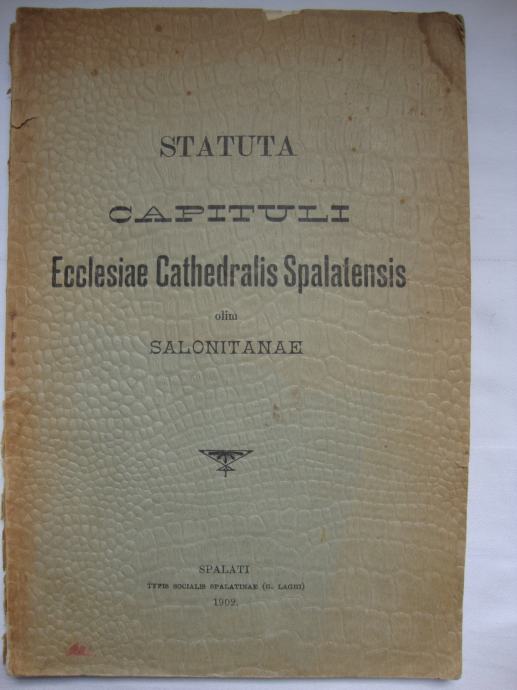 STATUTA
CAPITULI
Ecclesiae Cathedralis Spalatensis
olim
SALONITANAE
SPALATI
TYPIS SOCIALIS SPALATINAE (G. LAGHI)
1902.